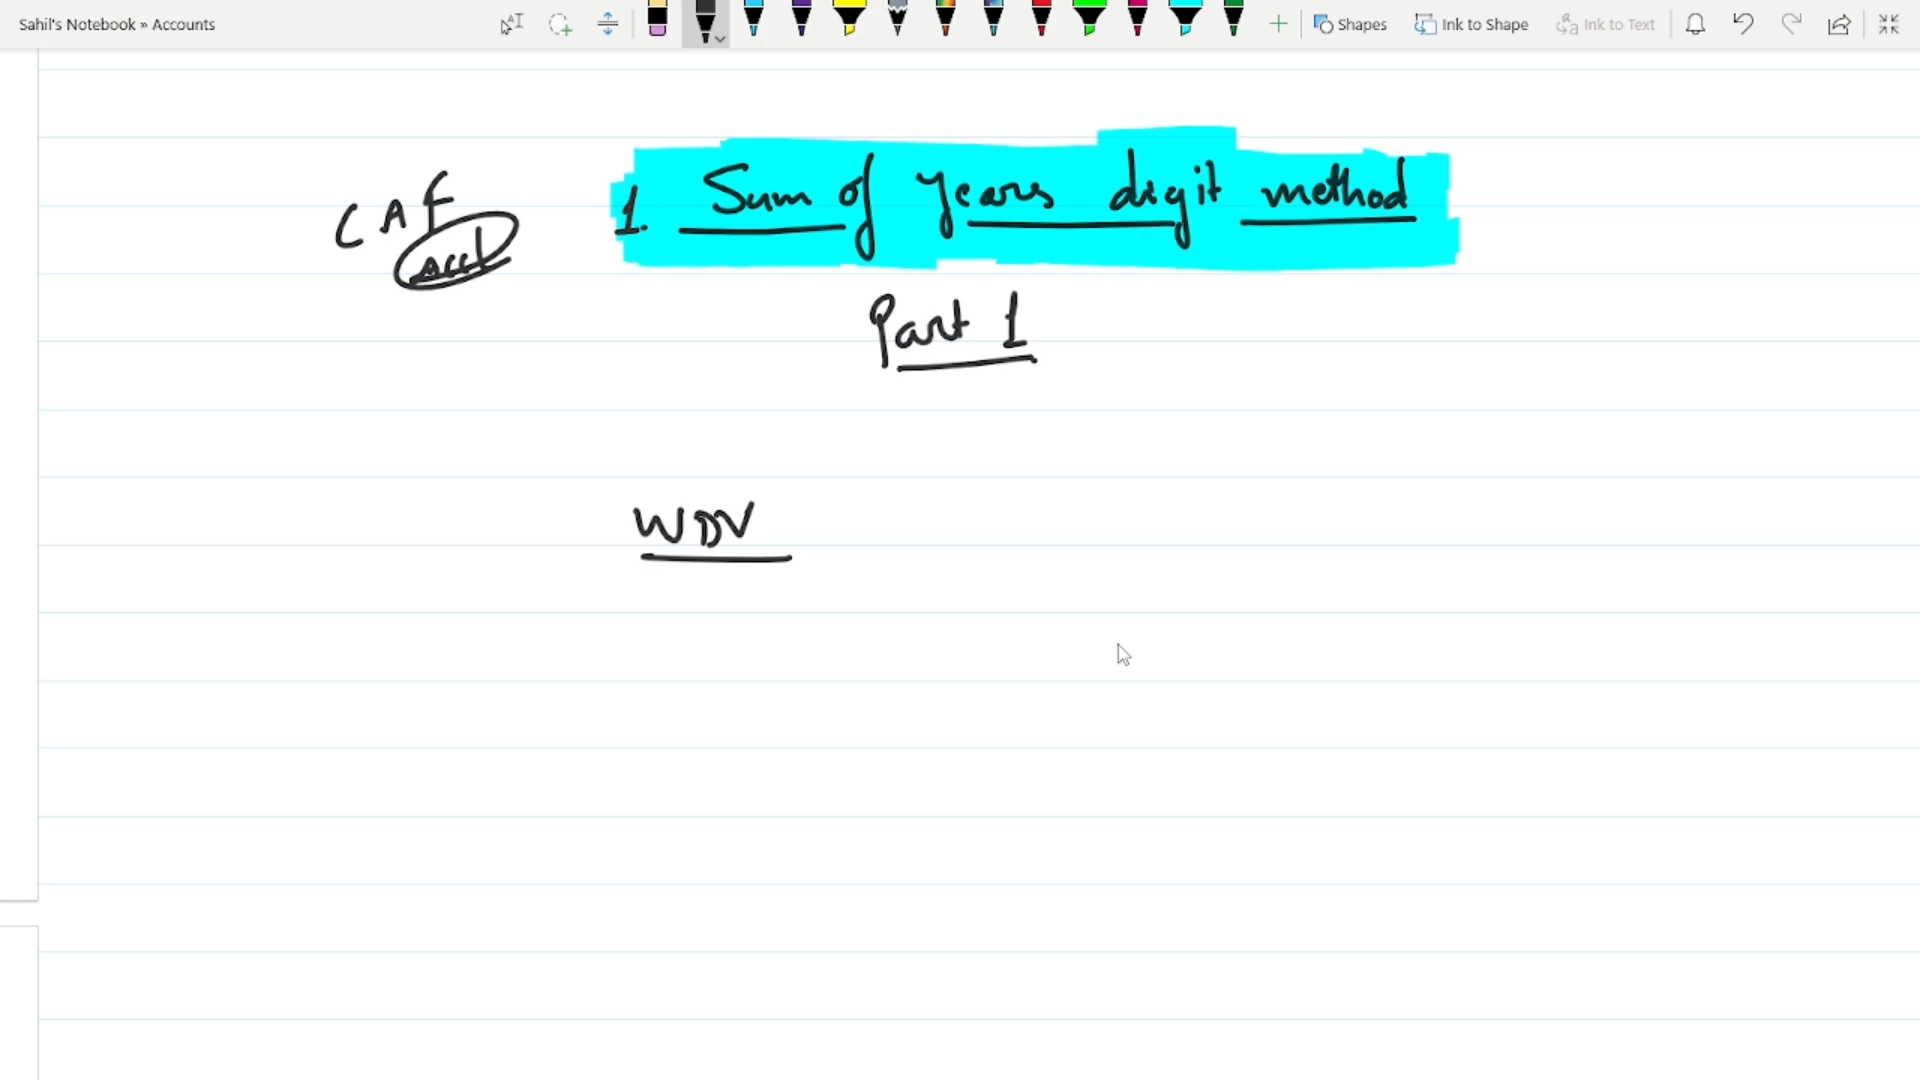 Sahil's Notebook » Accounts
Shapes
Ink to Shape
Ink to Text
1. Sum of years digit method
CAF
Acct
Part 1
WDV